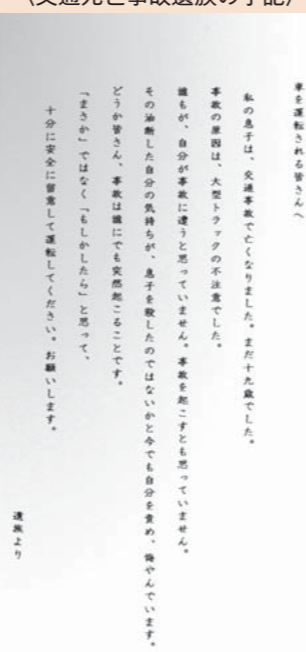 (交通死亡事故遺族の手記)
車を運転される皆さんへ
私の息子は、交通事故で亡くなりました。まだ十九歳でした。
事故の原因は、大型トラックの不注意でした。
誰もが、自分が事故に遭うと思っていません。事故を起こすとも思っていません。
その油断した自分の気持ちが、息子を殺したのではないかと今でも自分を責め、悔やんでいます。
どうか皆さん、事故は誰にでも突然起こることです。
「まさか」ではなく「もしかしたら」と思って、
十分に安全に留意して運転してください。お願いします。
遺族より